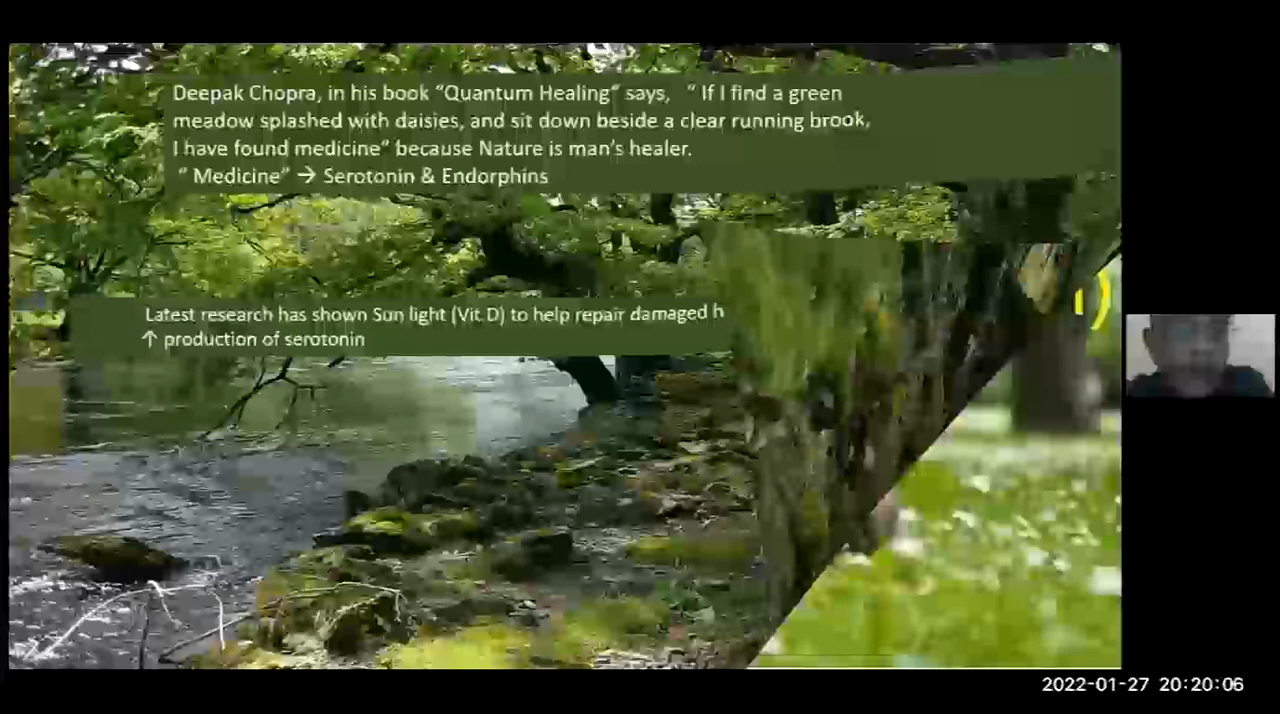 Deepak Chopra, in his book “Quantum Healing” says, “ If I find a green
meadow splashed with daisies, and sit down beside a clear running brook,
I have found medicine” because Nature is man’s healer.
“ Medicine” → Serotonin & Endorphins
Latest research has shown Sun light (Vit.D) to help repair damaged h
↑ production of serotonin
2022-01-27 20:20:06